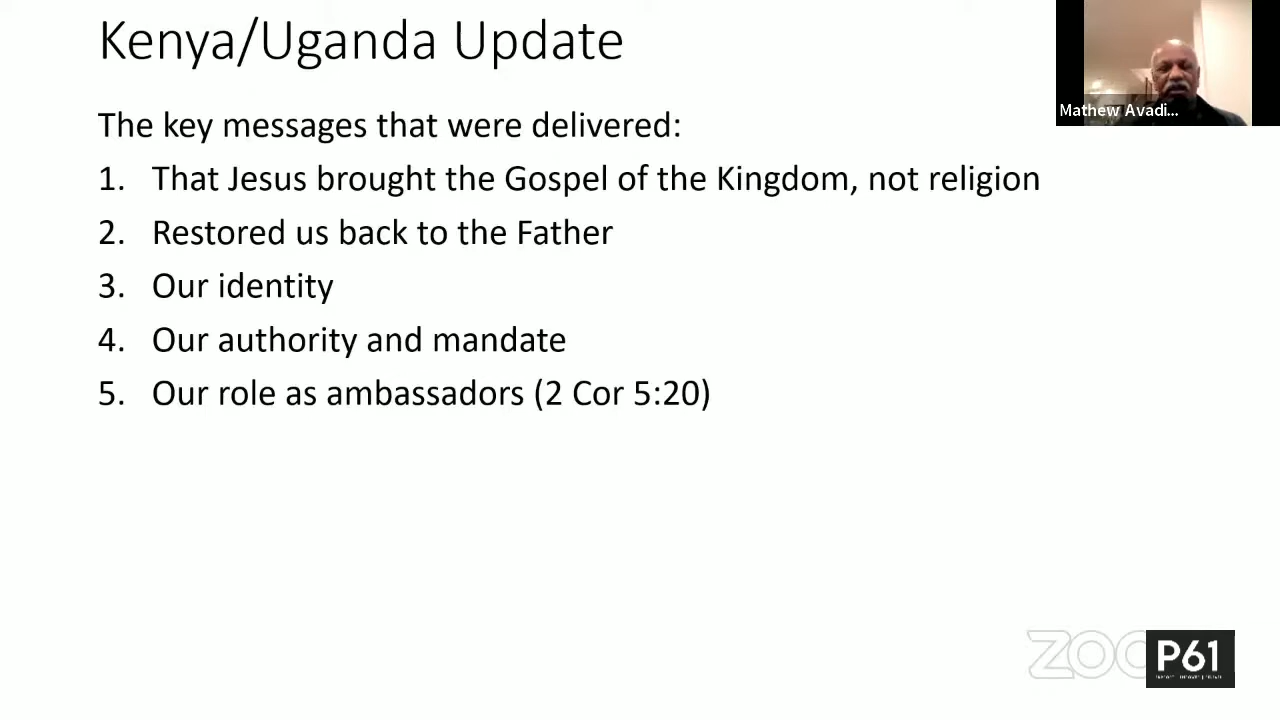 Kenya/Uganda Update
Mathew Avadi...
The key messages that were delivered:
1. That Jesus brought the Gospel of the Kingdom, not religion
2. Restored us back to the Father
3. Our identity
4. Our authority and mandate
5. Our role as ambassadors (2 Cor 5:20)
ZOO
P61